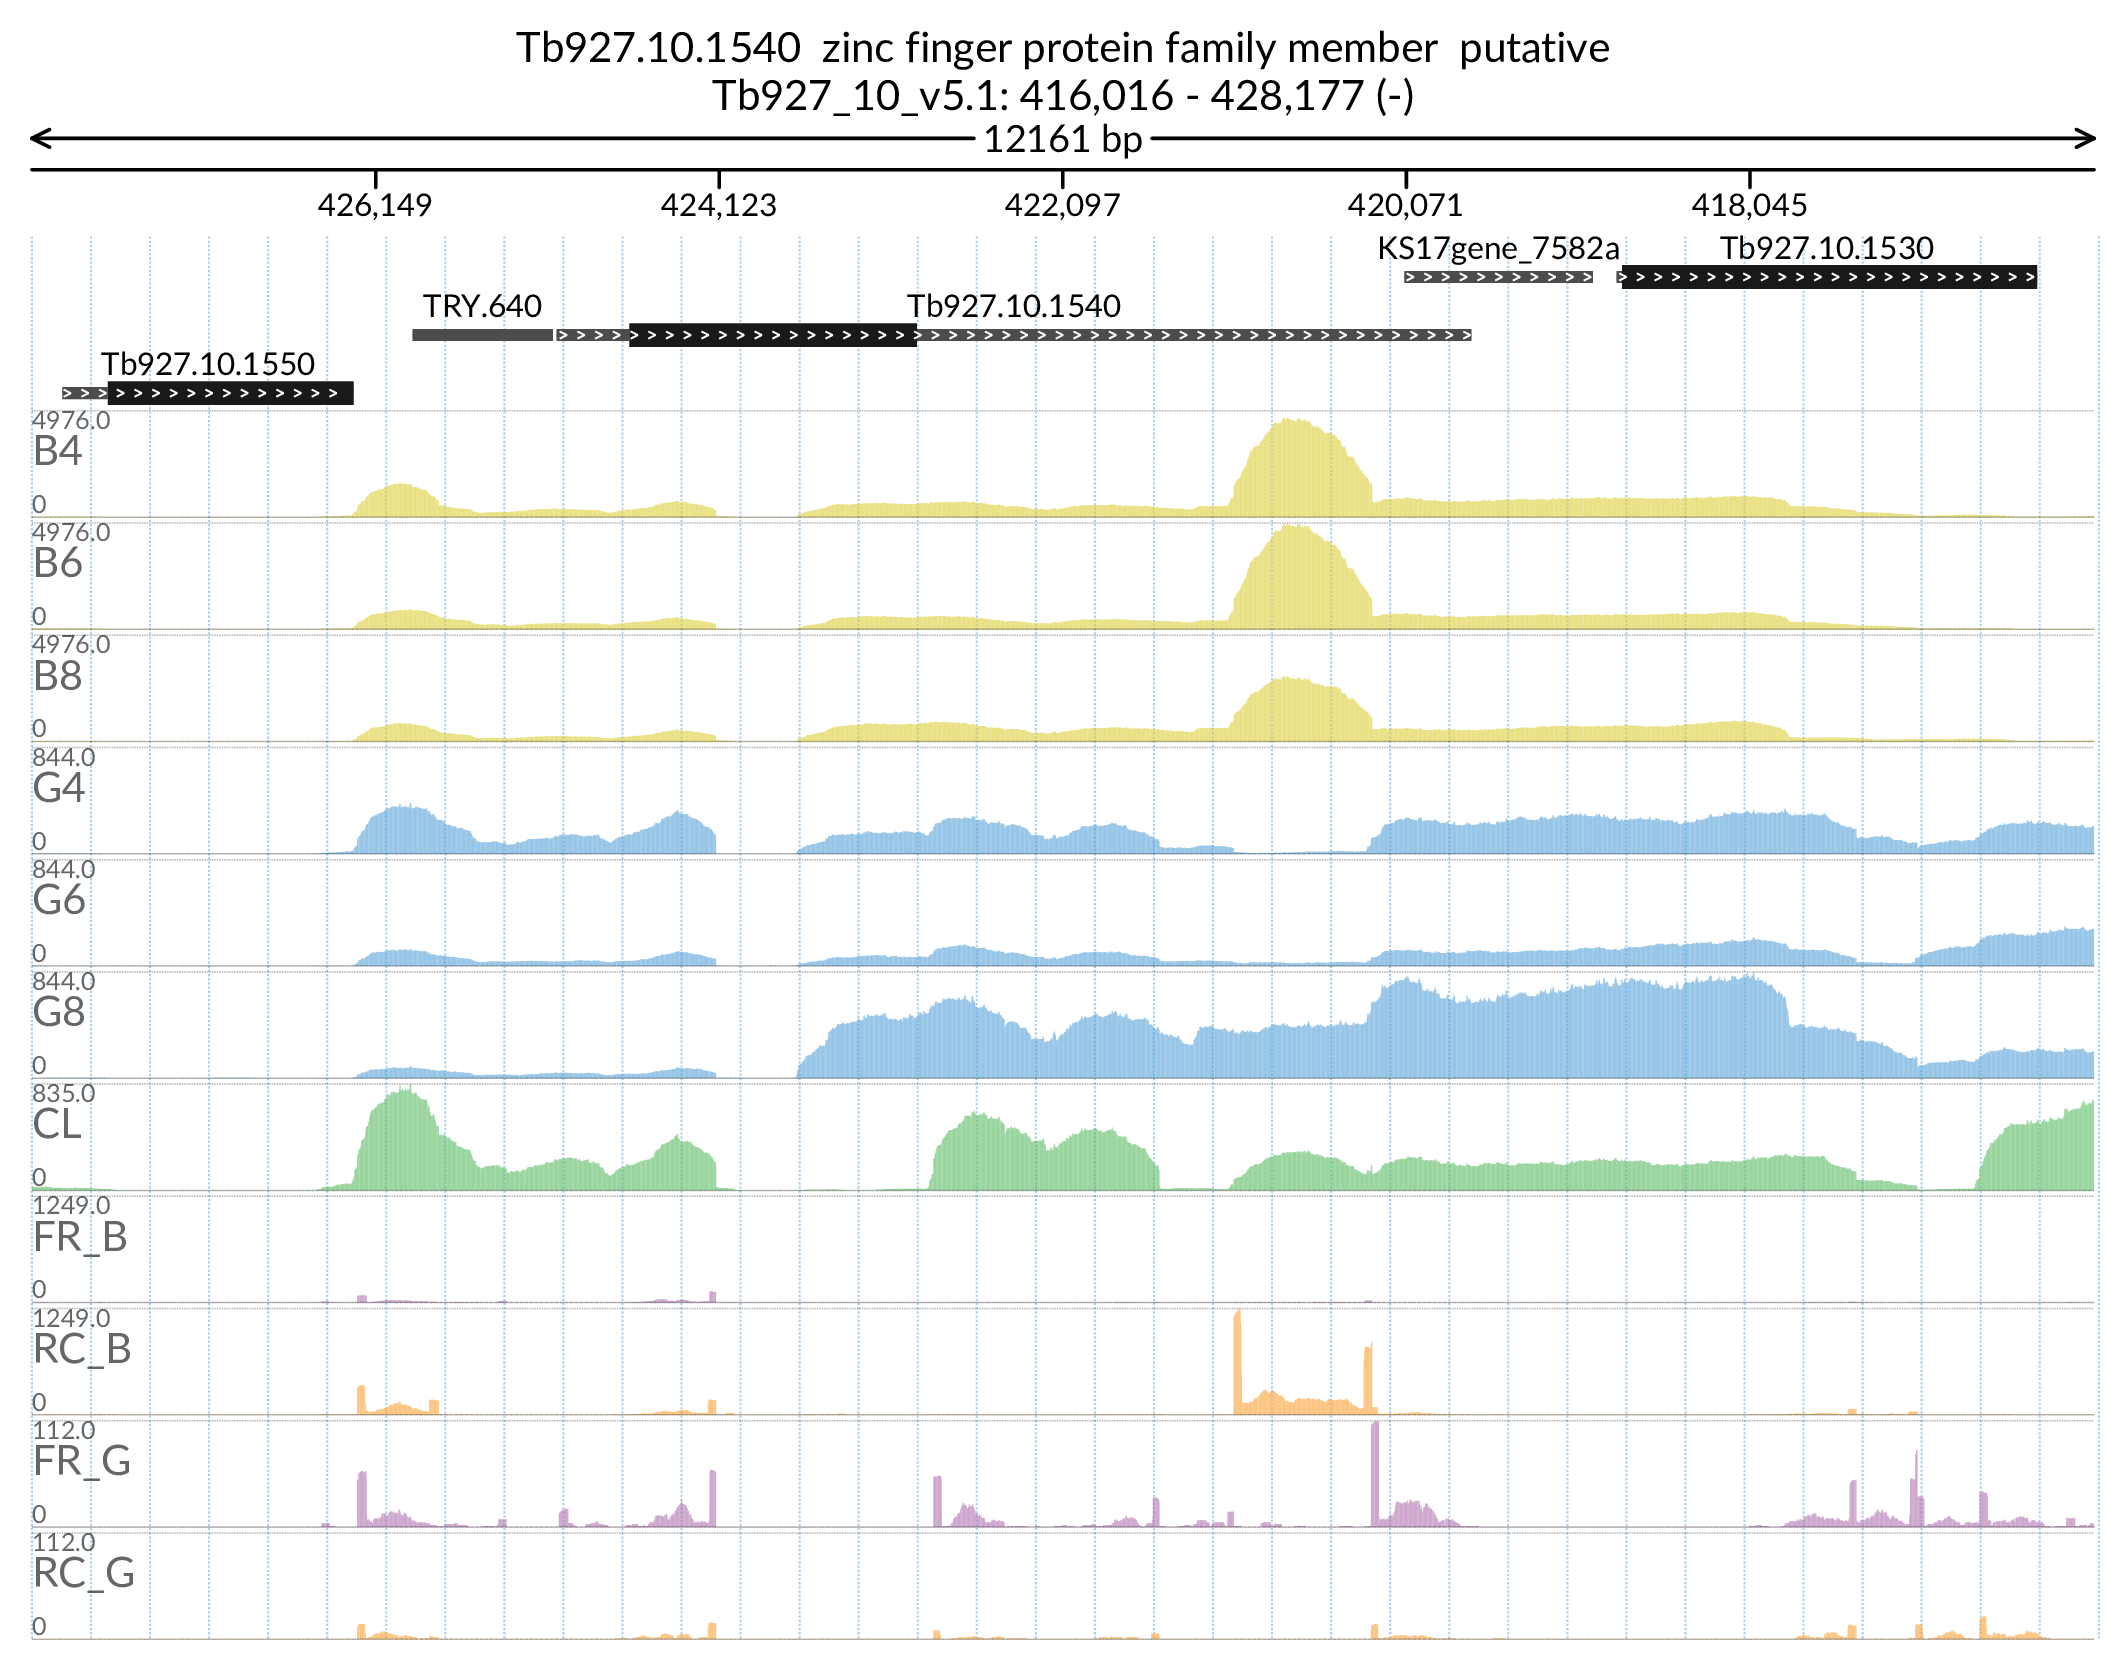 Tb927.10.1540  zinc finger protein family member  putative
Tb927_10_v5.1: 416,016 - 428,177 (-)
12161 bp
426,149 424,123 422,097 420,071 418,045
KS17gene_7582a Tb927.10.1530
TRY.640 Tb927.10.1540
Tb927.10.1550
4976.0
B4
0
4976.0
B6
0
4976.0
B8
0
844.0
G4
0
844.0
G6
0
844.0
G8
0
835.0
CL
0
1249.0
FR_B
0
1249.0
RC_B
0
112.0
FR_G
0
112.0
RC_G
0